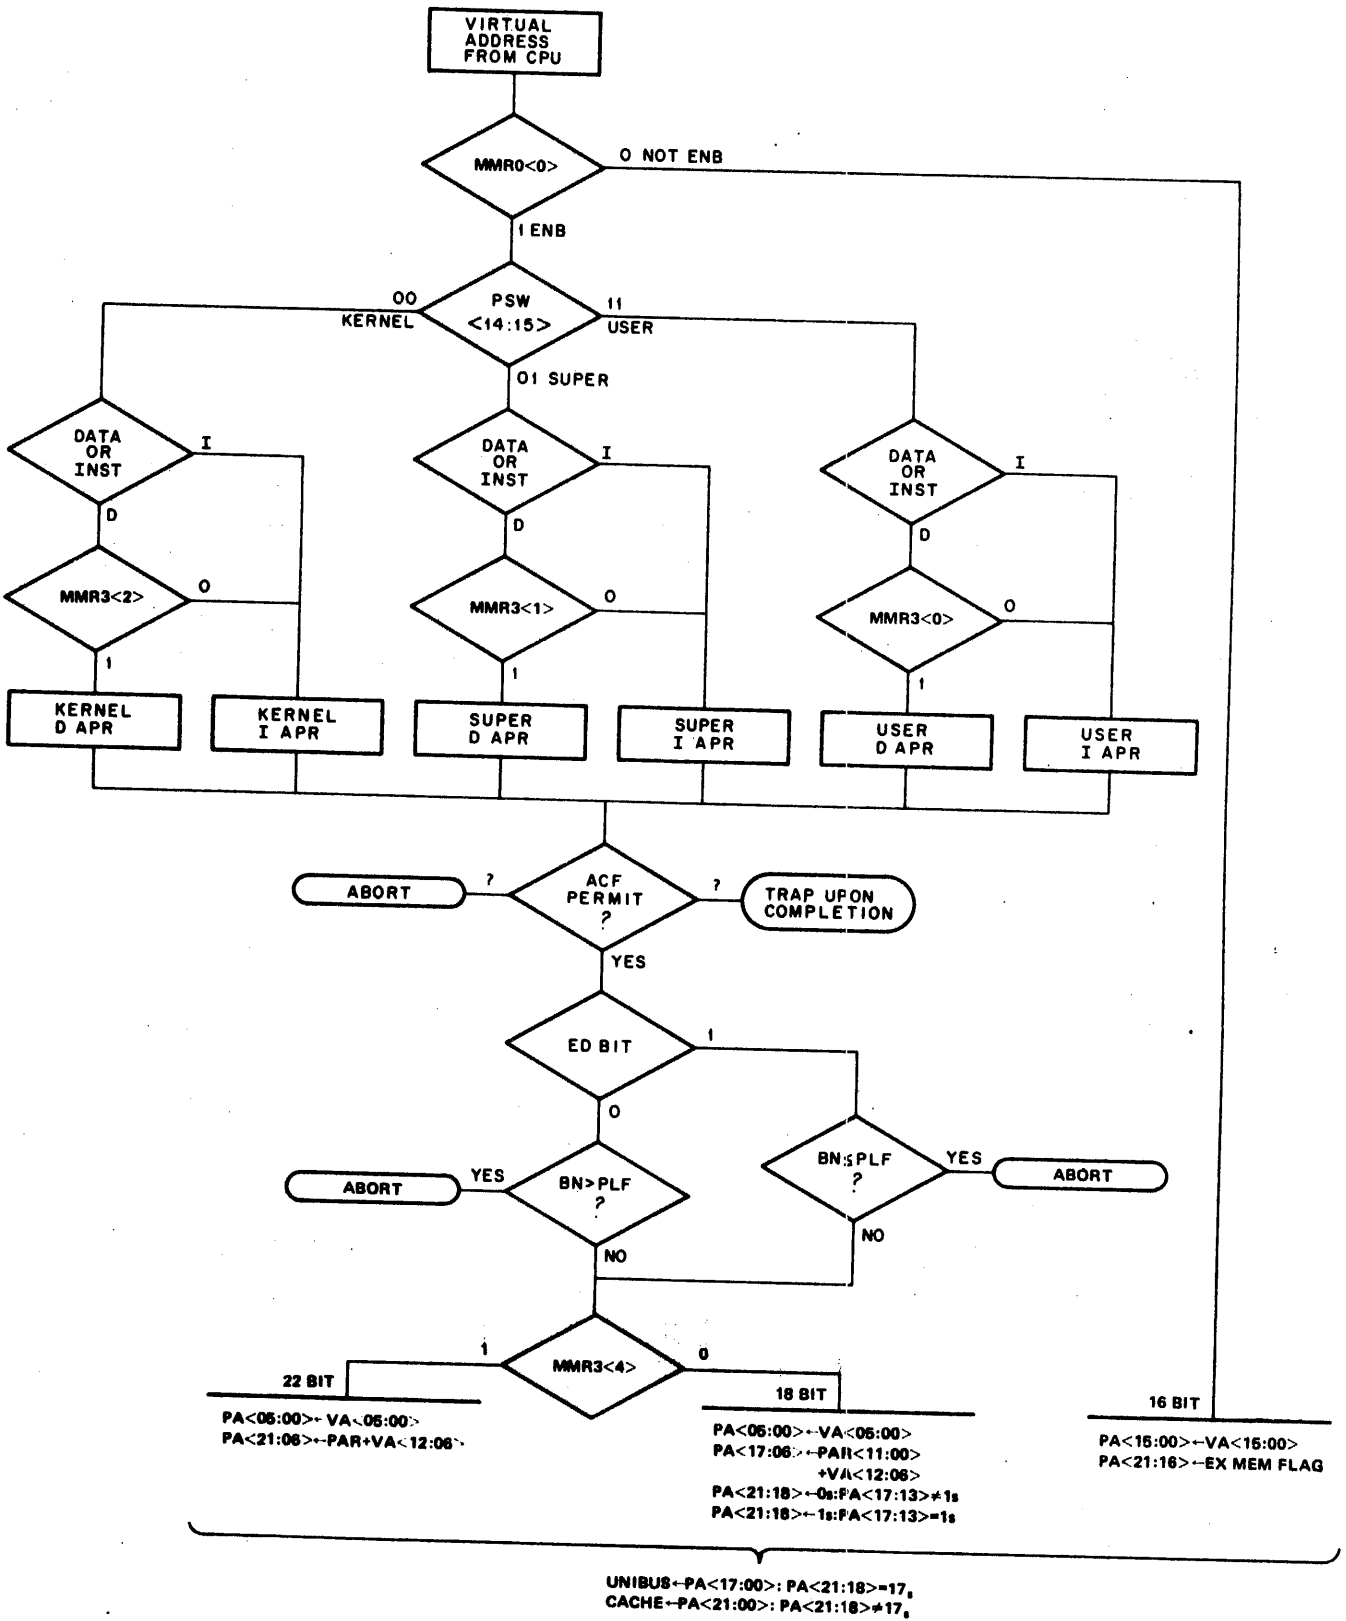 VIRTUAL
ADDRESS
FROM CPU
MMR0<0>
0 NOT ENB
1 ENB
PSW
<14:15>
00
KERNEL
11
USER
01 SUPER
DATA
OR
INST
I
D
DATA
OR
INST
I
D
DATA
OR
INST
I
D
MMR3<2>
0
1
MMR3<1>
0
1
MMR3<0>
0
1
KERNEL
D APR
KERNEL
I APR
SUPER
D APR
SUPER
I APR
USER
D APR
USER
I APR
ABORT
?
ACF
PERMIT
?
?
TRAP UPON
COMPLETION
YES
ED BIT
1
0
ABORT
YES
BN>PLF
?
NO
BN≤PLF
?
YES
ABORT
NO
1
MMR3<4>
0
22 BIT
PA<05:00>←VA<05:00>
PA<21:06>←PAR+VA<12:06>
18 BIT
PA<05:00>←VA<05:00>
PA<17:06>←PAR<11:00>
+VA<12:06>
PA<21:18>←0s:PA<17:13>≠1s
PA<21:18>←1s:PA<17:13>=1s
16 BIT
PA<15:00>←VA<15:00>
PA<21:16>←EX MEM FLAG
UNIBUS←PA<17:00>: PA<21:18>=17₈
CACHE←PA<21:00>: PA<21:18>≠17₈